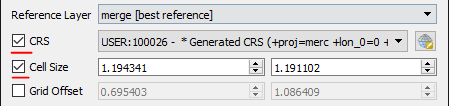 Reference Layer merge [best reference]
CRS USER:100026 - * Generated CRS (+proj=merc +lon_0=0 +
Cell Size 1.194341 1.191102
Grid Offset 0.695403 1.086409